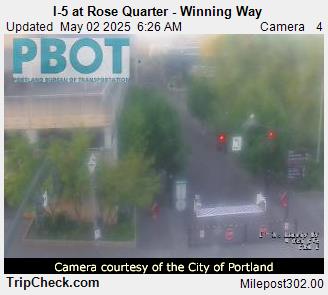 I-5 at Rose Quarter - Winning Way
Updated May 02 2025 6:26 AM Camera 4
PBOT
PORTLAND BUREAU OF TRANSPORTATION
Camera courtesy of the City of Portland
TripCheck.com Milepost302.00